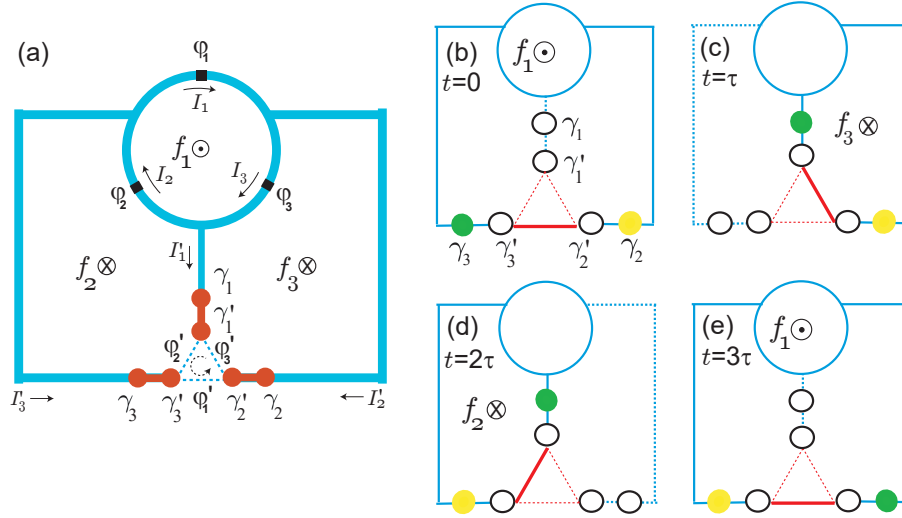 (a)
φ₁
I₁
f₁⊙
I₂
I₃
φ₂
φ₃
f₂⊗
I′₁
f₃⊗
γ₁
γ′₁
φ′₂
φ′₃
φ′₁
I′₃
γ₃
γ′₃
γ′₂
γ₂
I′₂
(b)
f₁⊙
t=0
γ₁
γ′₁
γ₃
γ′₃
γ′₂
γ₂
(c)
t=τ
f₃⊗
(d)
t=2τ
f₂⊗
(e)
f₁⊙
t=3τ